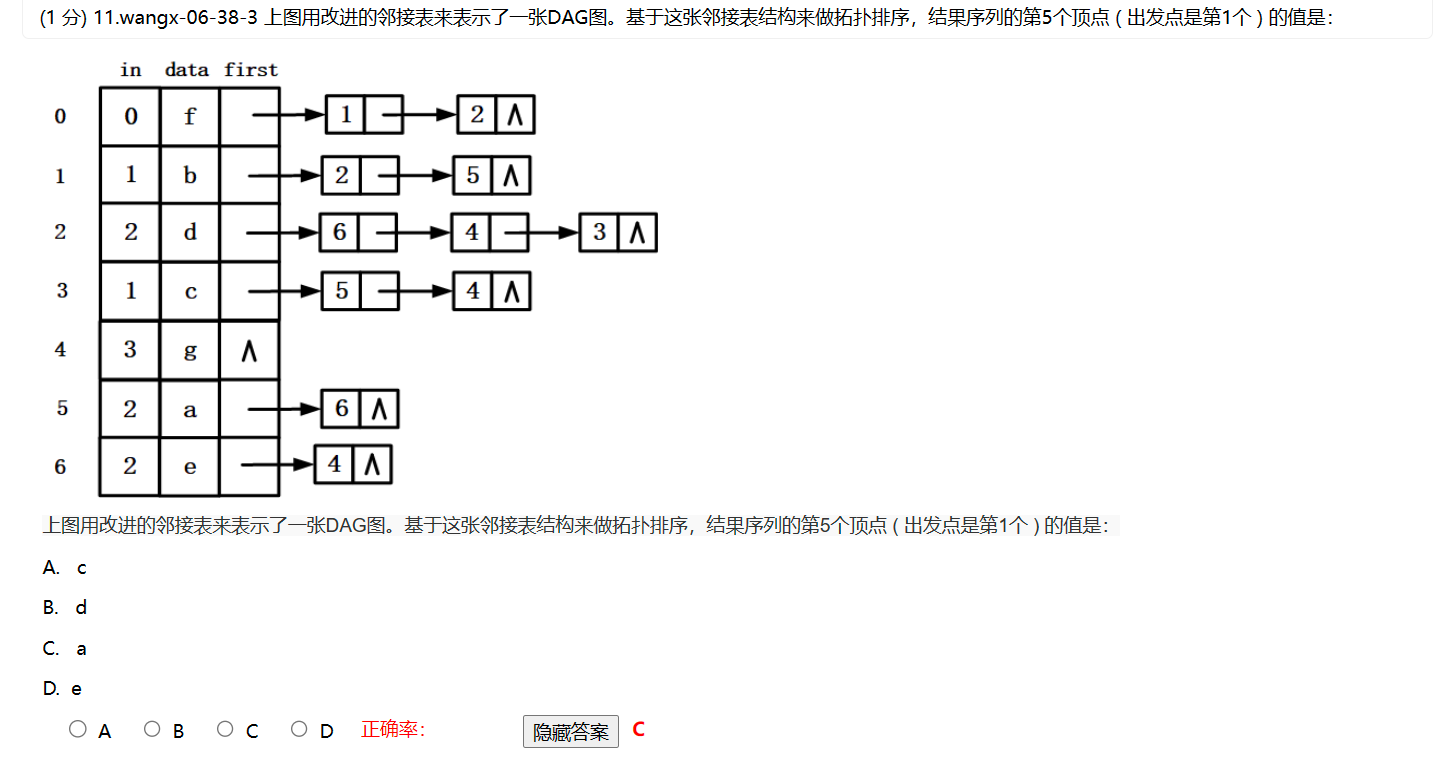 (1 分) 11.wangx-06-38-3 上图用改进的邻接表来表示了一张DAG图。基于这张邻接表结构来做拓扑排序，结果序列的第5个顶点 ( 出发点是第1个 ) 的值是：
in data first
0 0 f 1 2 ∧
1 1 b 2 5 ∧
2 2 d 6 4 3 ∧
3 1 c 5 4 ∧
4 3 g ∧
5 2 a 6 ∧
6 2 e 4 ∧
上图用改进的邻接表来表示了一张DAG图。基于这张邻接表结构来做拓扑排序，结果序列的第5个顶点 ( 出发点是第1个 ) 的值是：
A. c
B. d
C. a
D. e
A B C D 正确率： 隐藏答案 C